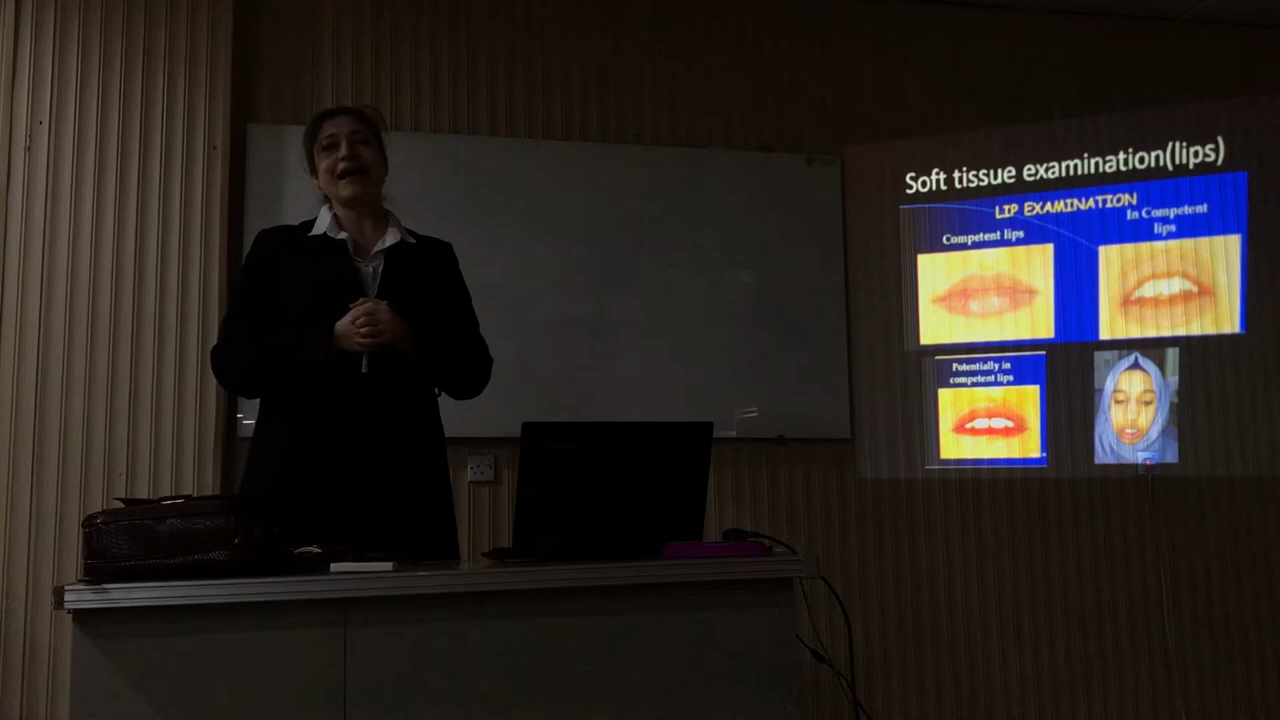 Soft tissue examination(lips)
LIP EXAMINATION
Competent lips
In Competent
lips
Potentially in
competent lips